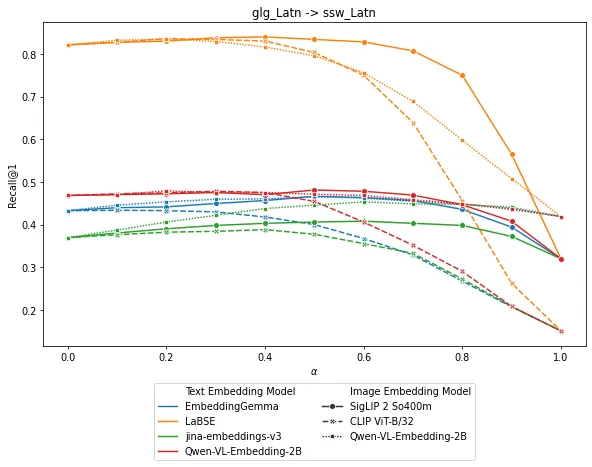 glg_Latn -> ssw_Latn
Recall@1
0.8
0.7
0.6
0.5
0.4
0.3
0.2
0.0 0.2 0.4 0.6 0.8 1.0
α
Text Embedding Model Image Embedding Model
EmbeddingGemma SigLIP 2 So400m
LaBSE CLIP ViT-B/32
jina-embeddings-v3 Qwen-VL-Embedding-2B
Qwen-VL-Embedding-2B